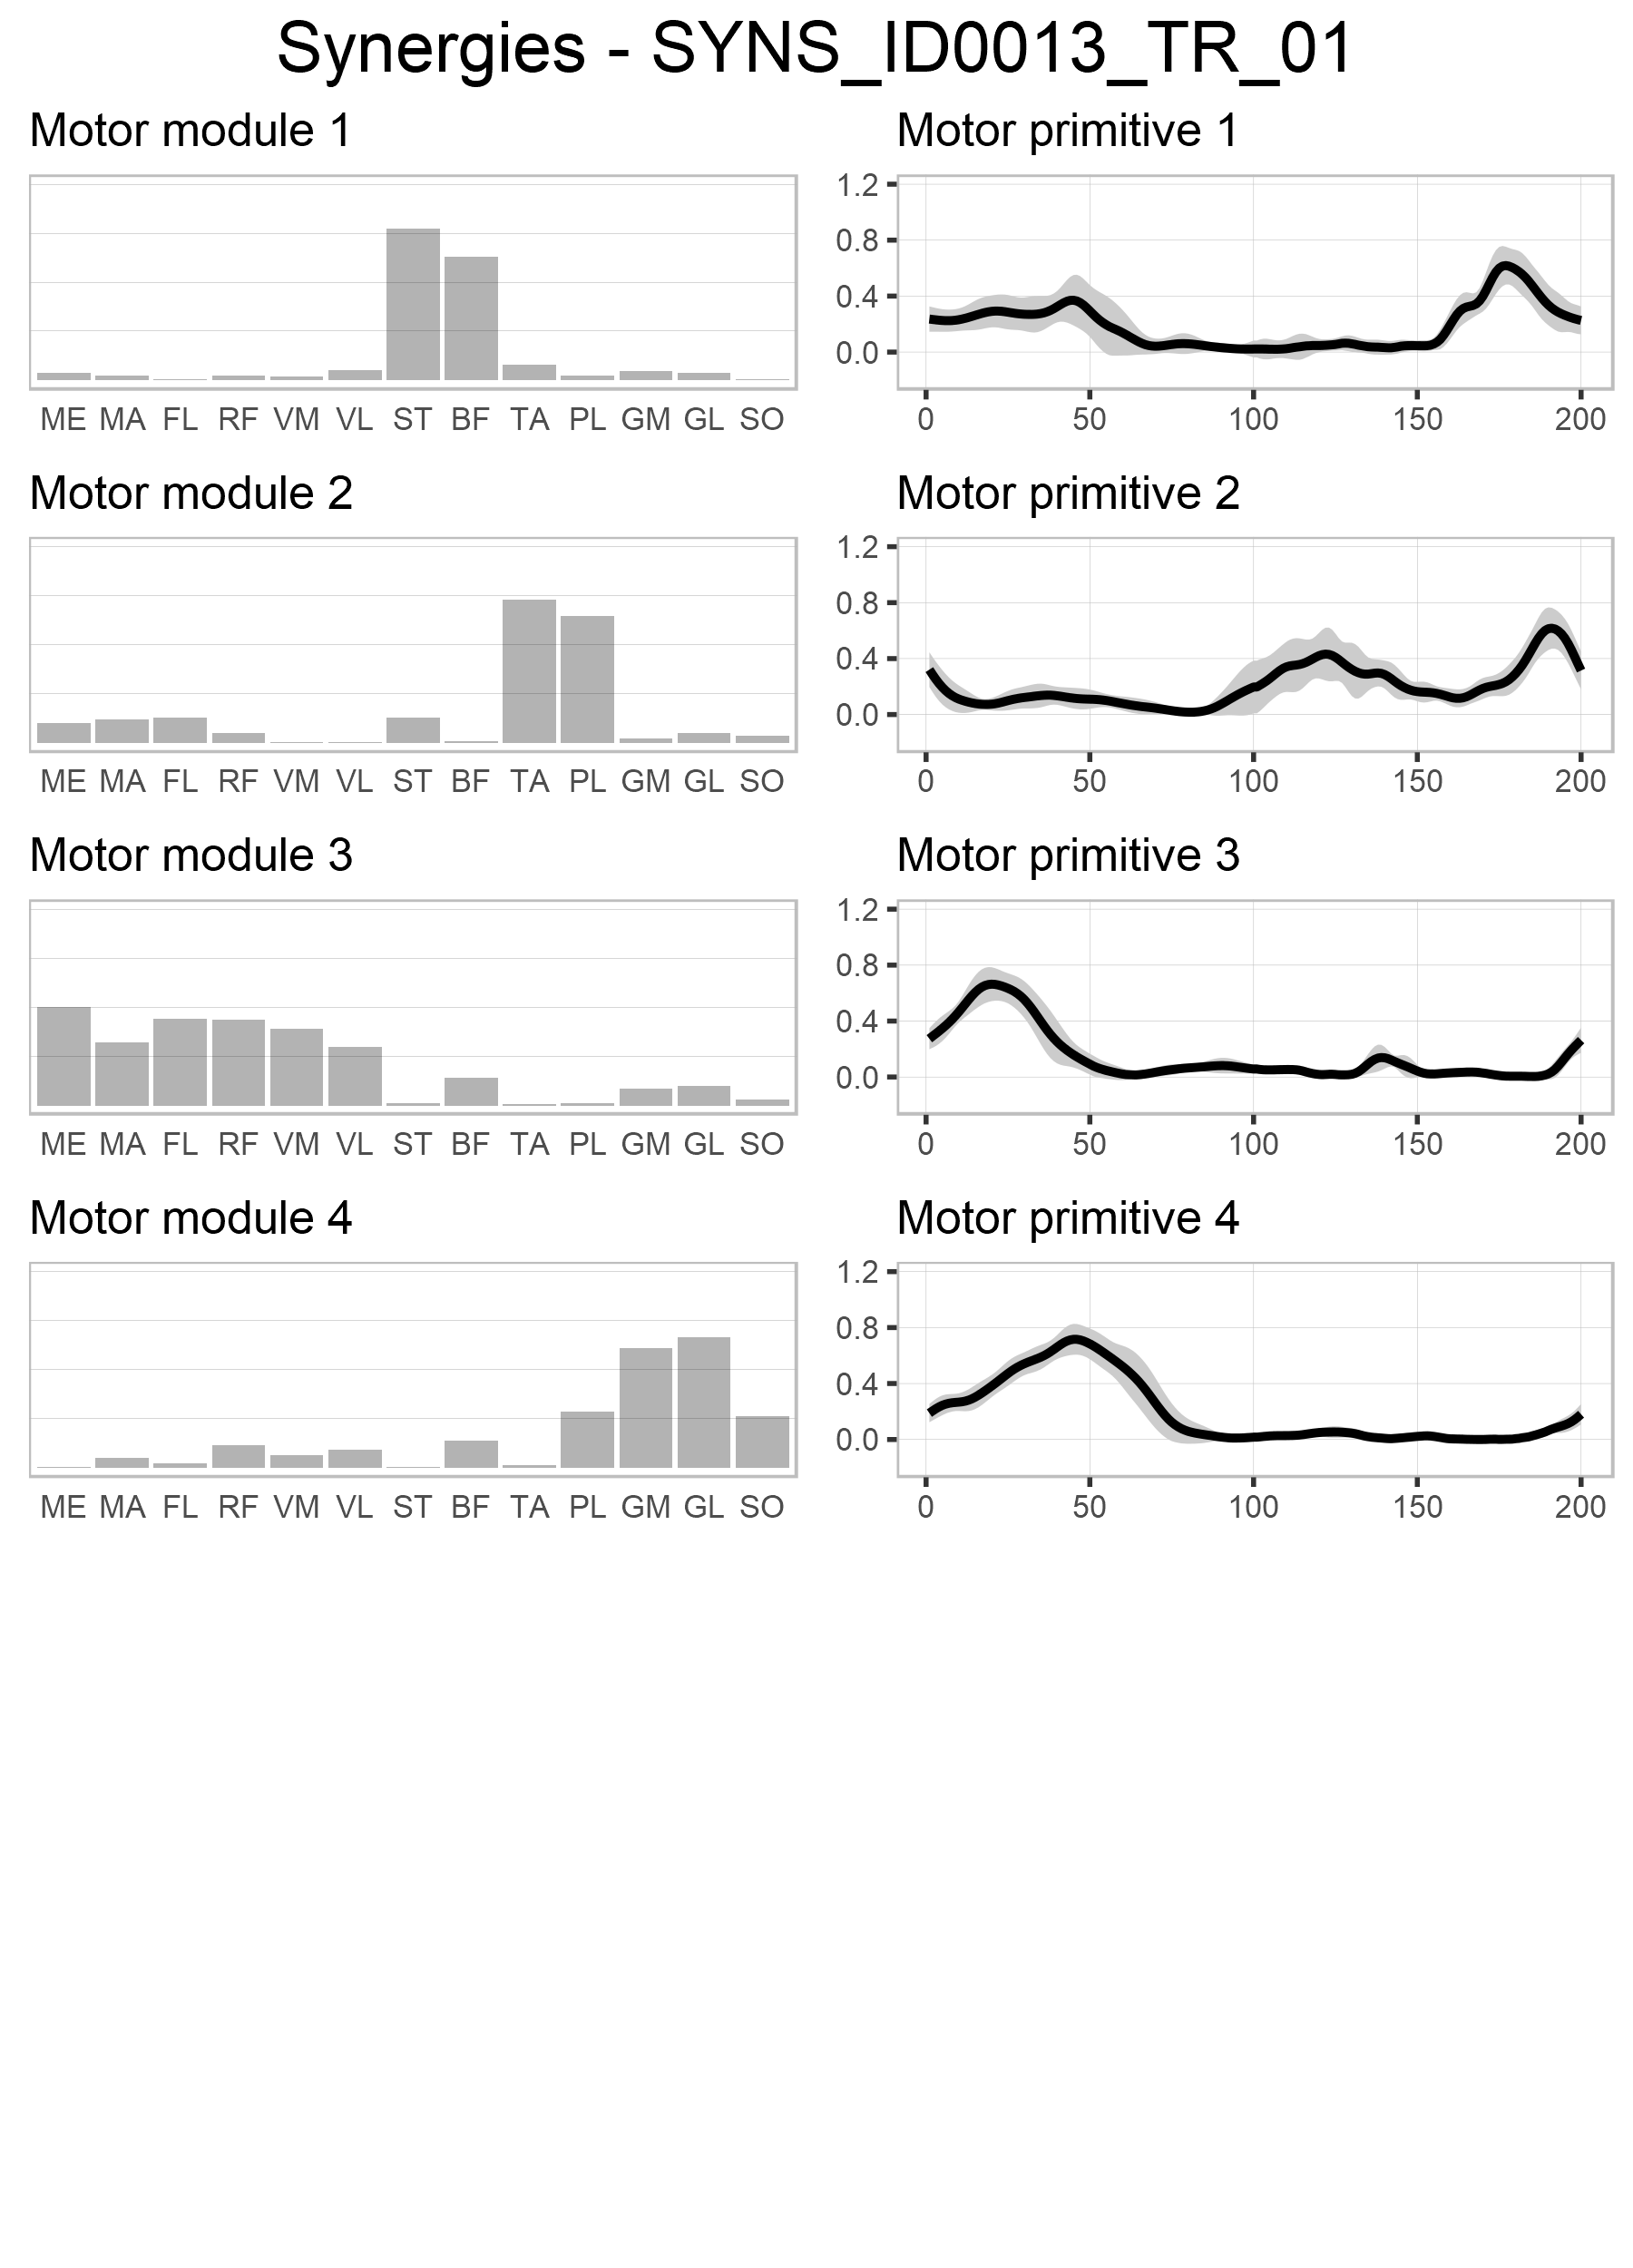 Synergies - SYNS_ID0013_TR_01
Motor module 1
Motor primitive 1
1.2
0.8
0.4
0.0
ME MA FL RF VM VL ST BF TA PL GM GL SO
0 50 100 150 200
Motor module 2
Motor primitive 2
1.2
0.8
0.4
0.0
ME MA FL RF VM VL ST BF TA PL GM GL SO
0 50 100 150 200
Motor module 3
Motor primitive 3
1.2
0.8
0.4
0.0
ME MA FL RF VM VL ST BF TA PL GM GL SO
0 50 100 150 200
Motor module 4
Motor primitive 4
1.2
0.8
0.4
0.0
ME MA FL RF VM VL ST BF TA PL GM GL SO
0 50 100 150 200